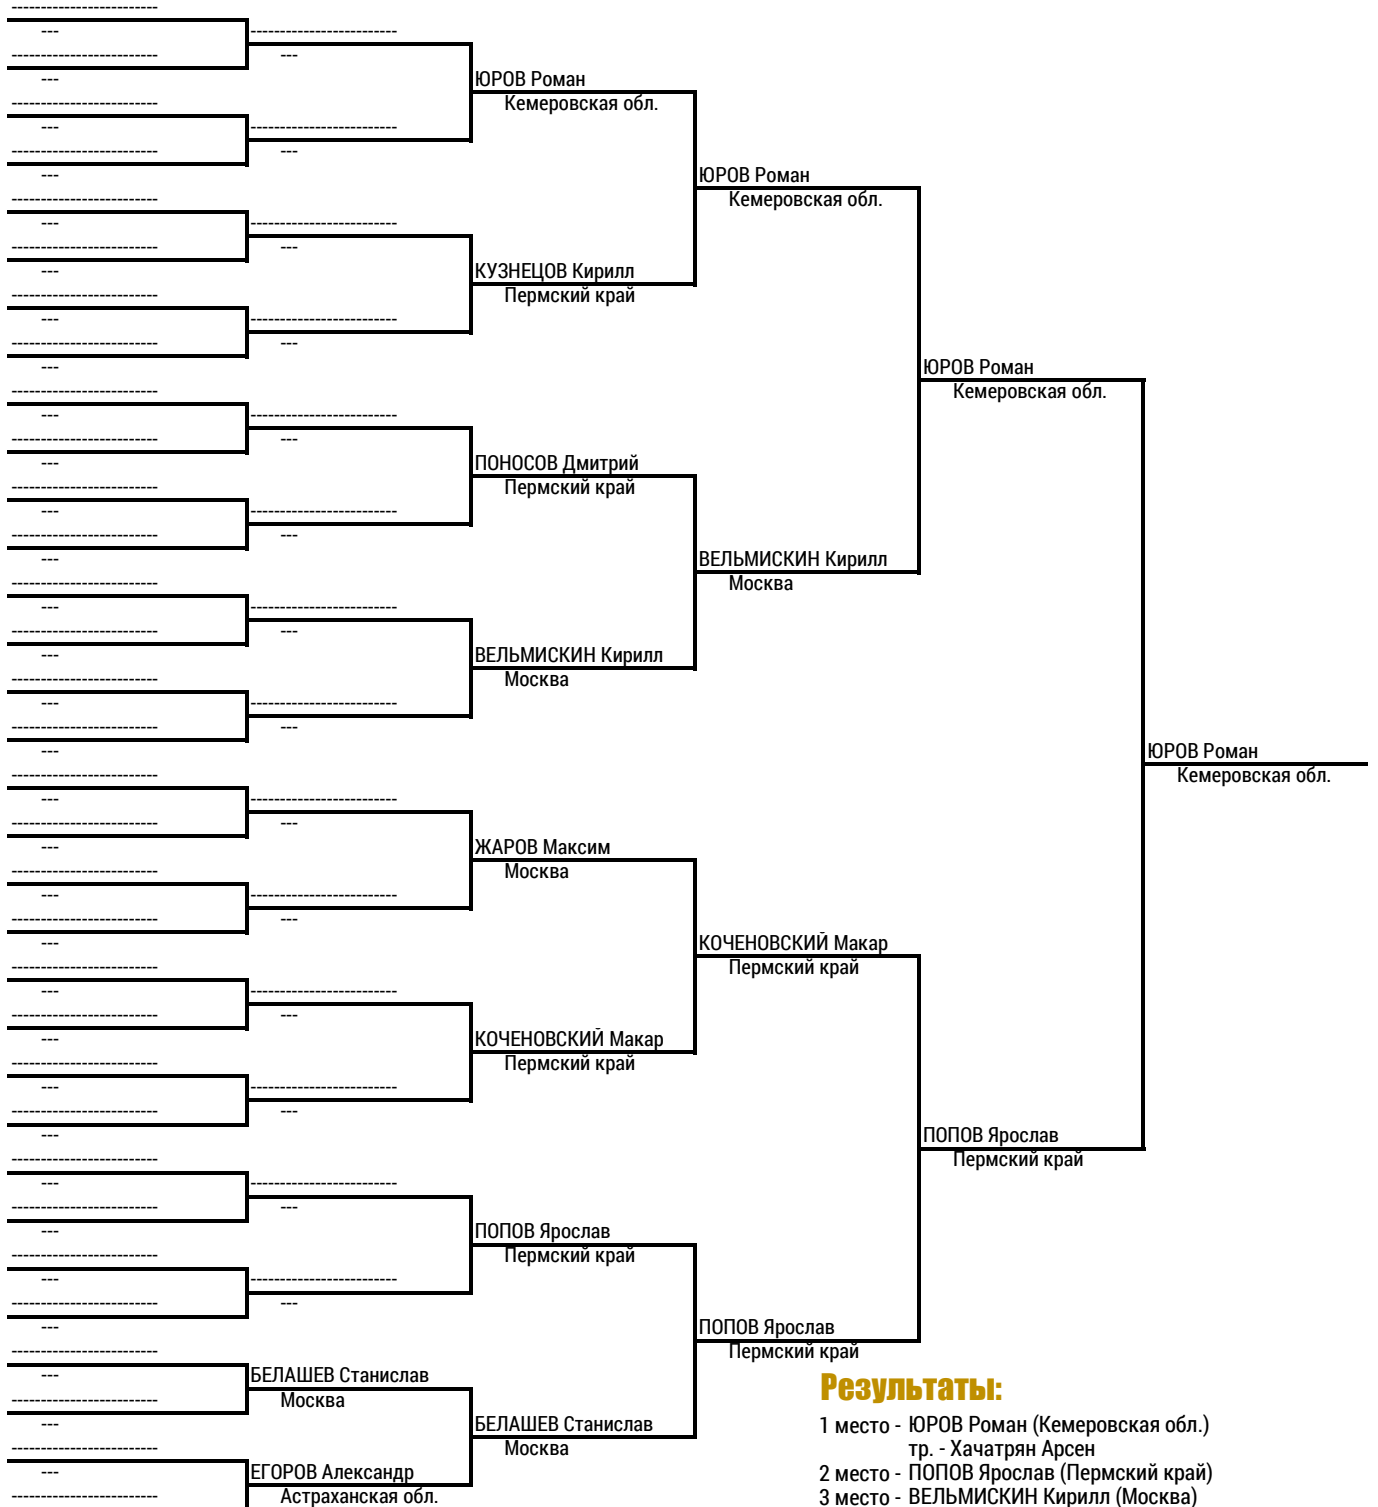 -------------------------
---
-------------------------
-------------------------
---
---
ЮРОВ Роман
-------------------------
Кемеровская обл.
---
-------------------------
-------------------------
---
---
ЮРОВ Роман
-------------------------
Кемеровская обл.
---
-------------------------
-------------------------
---
---
КУЗНЕЦОВ Кирилл
-------------------------
Пермский край
---
-------------------------
-------------------------
---
---
ЮРОВ Роман
-------------------------
Кемеровская обл.
---
-------------------------
-------------------------
---
---
ПОНОСОВ Дмитрий
-------------------------
Пермский край
---
-------------------------
-------------------------
---
---
ВЕЛЬМИСКИН Кирилл
-------------------------
Москва
---
-------------------------
-------------------------
---
---
ВЕЛЬМИСКИН Кирилл
-------------------------
Москва
---
-------------------------
-------------------------
---
---
ЮРОВ Роман
-------------------------
Кемеровская обл.
---
-------------------------
-------------------------
---
---
ЖАРОВ Максим
-------------------------
Москва
---
-------------------------
-------------------------
---
---
КОЧЕНОВСКИЙ Макар
-------------------------
Пермский край
---
-------------------------
-------------------------
---
---
КОЧЕНОВСКИЙ Макар
-------------------------
Пермский край
---
-------------------------
-------------------------
---
---
ПОПОВ Ярослав
-------------------------
Пермский край
---
-------------------------
-------------------------
---
---
ПОПОВ Ярослав
-------------------------
Пермский край
---
-------------------------
-------------------------
---
---
ПОПОВ Ярослав
-------------------------
Пермский край
---
БЕЛАШЕВ Станислав
-------------------------
Москва
---
БЕЛАШЕВ Станислав
-------------------------
Москва
---
ЕГОРОВ Александр
-------------------------
Астраханская обл.
Результаты:
1 место - ЮРОВ Роман (Кемеровская обл.)
тр. - Хачатрян Арсен
2 место - ПОПОВ Ярослав (Пермский край)
3 место - ВЕЛЬМИСКИН Кирилл (Москва)